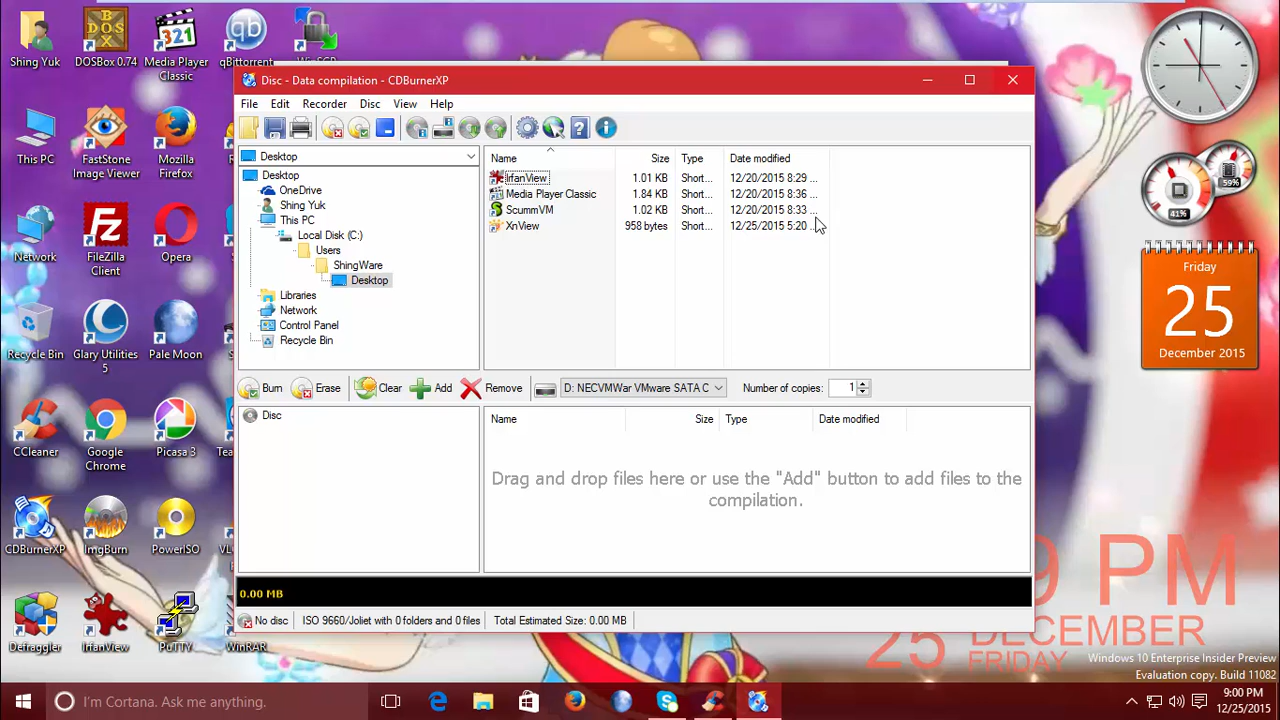 Shing Yuk
DOSBox 0.74
Media Player
Classic
qBittorrent
This PC
FastStone
Image Viewer
Mozilla
Firefox
Network
FileZilla
Client
Opera
Recycle Bin
Glary Utilities
5
Pale Moon
CCleaner
Google
Chrome
Picasa 3
CDBurnerXP
ImgBurn
PowerISO
Defraggler
IrfanView
PuTTY
WinRAR
Disc - Data compilation - CDBurnerXP
File Edit Recorder Disc View Help
Desktop
Desktop
OneDrive
Shing Yuk
This PC
Local Disk (C:)
Users
ShingWare
Desktop
Libraries
Network
Control Panel
Recycle Bin
Name Size Type Date modified
IrfanView 1.01 KB Short... 12/20/2015 8:29 ...
Media Player Classic 1.84 KB Short... 12/20/2015 8:36 ...
ScummVM 1.02 KB Short... 12/20/2015 8:33 ...
XnView 958 bytes Short... 12/25/2015 5:20 ...
Burn Erase Clear Add Remove D: NECVMWar VMware SATA C Number of copies: 1
Disc
Name Size Type Date modified
Drag and drop files here or use the "Add" button to add files to the
compilation.
0.00 MB
No disc ISO 9660/Joliet with 0 folders and 0 files Total Estimated Size: 0.00 MB
59%
41%
Friday
25
December 2015
9 PM
25 DECEMBER
FRIDAY
Windows 10 Enterprise Insider Preview
Evaluation copy. Build 11082
I'm Cortana. Ask me anything.
9:00 PM
12/25/2015